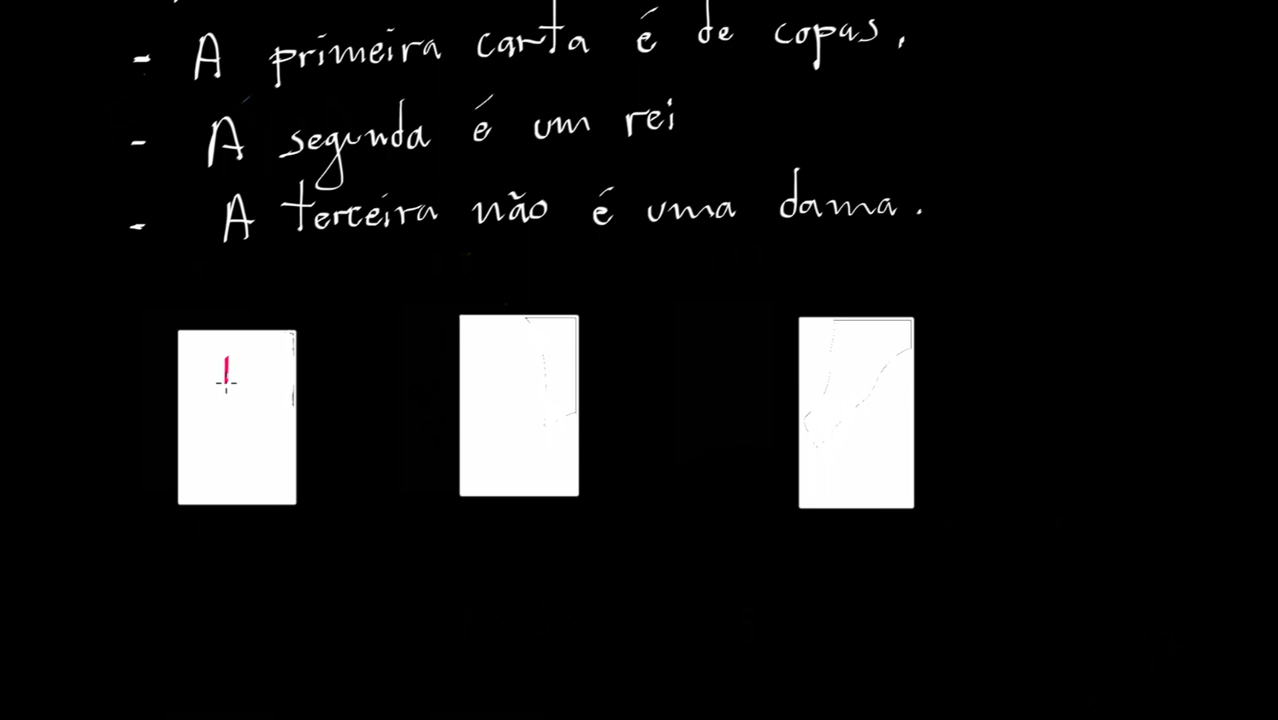 - A primeira carta é de copas.
- A segunda é um rei
- A terceira não é uma dama.